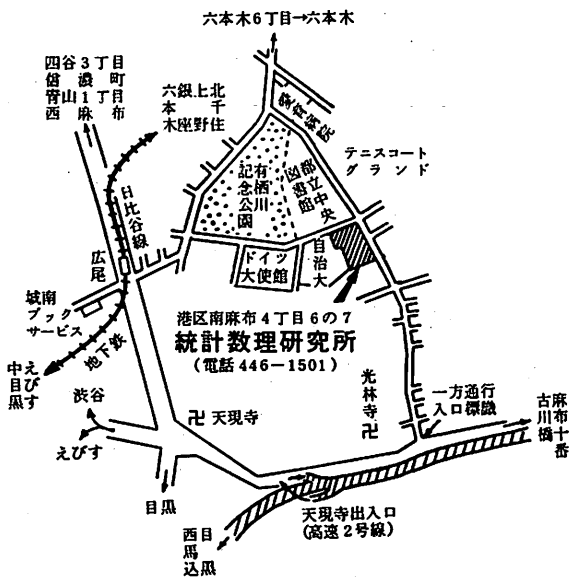 六本木6丁目→六本木
四谷3丁目
信濃町
青山1丁目
西麻布
六本木
銀座
上野
北千住
愛育病院
テニスコート
グランド
有栖川
記念公園
都立中央
図書館
日比谷線
広尾
ドイツ
大使館
自治大
城南
ブック
サービス
港区南麻布4丁目6の7
統計数理研究所
(電話 446-1501)
地下鉄
えびす
中目黒
渋谷
卍 天現寺
光林寺卍
一方通行
入口標識
麻布十番
古川橋
えびす
目黒
天現寺出入口
(高速2号線)
目黒
西馬込